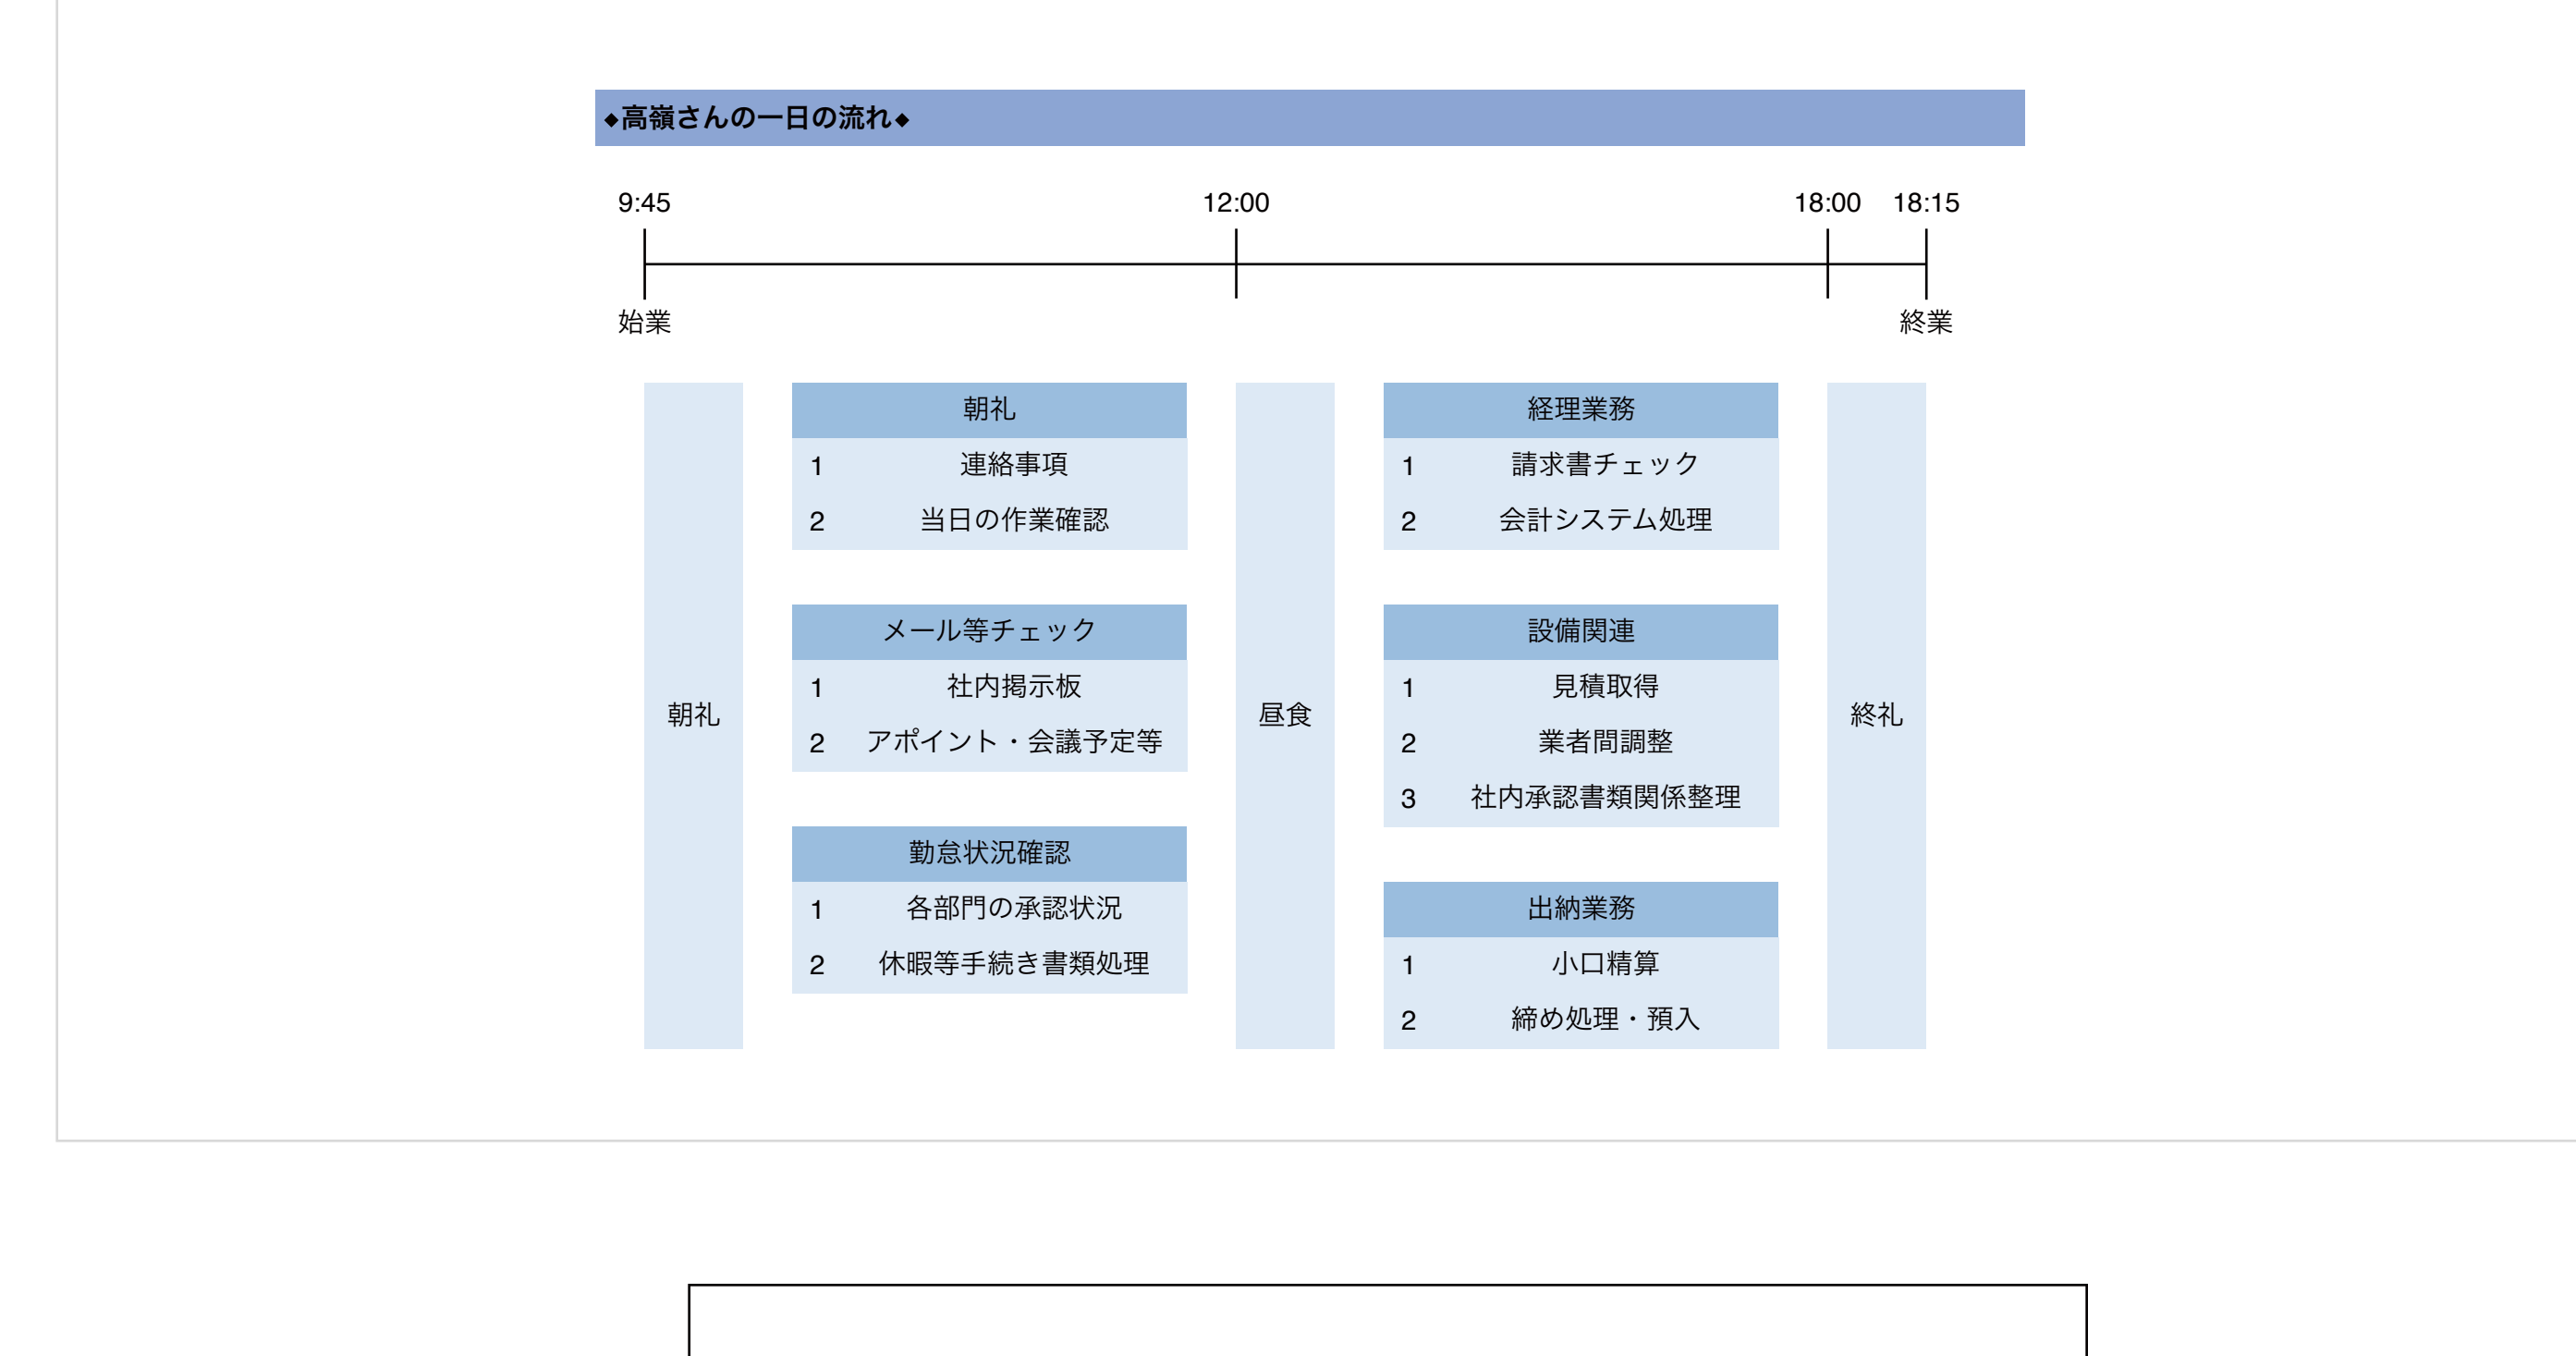 ◆高嶺さんの一日の流れ◆
9:45 12:00 18:00 18:15
始業 終業
朝礼
朝礼
1 連絡事項
2 当日の作業確認
メール等チェック
1 社内掲示板
2 アポイント・会議予定等
勤怠状況確認
1 各部門の承認状況
2 休暇等手続き書類処理
昼食
経理業務
1 請求書チェック
2 会計システム処理
設備関連
1 見積取得
2 業者間調整
3 社内承認書類関係整理
出納業務
1 小口精算
2 締め処理・預入
終礼